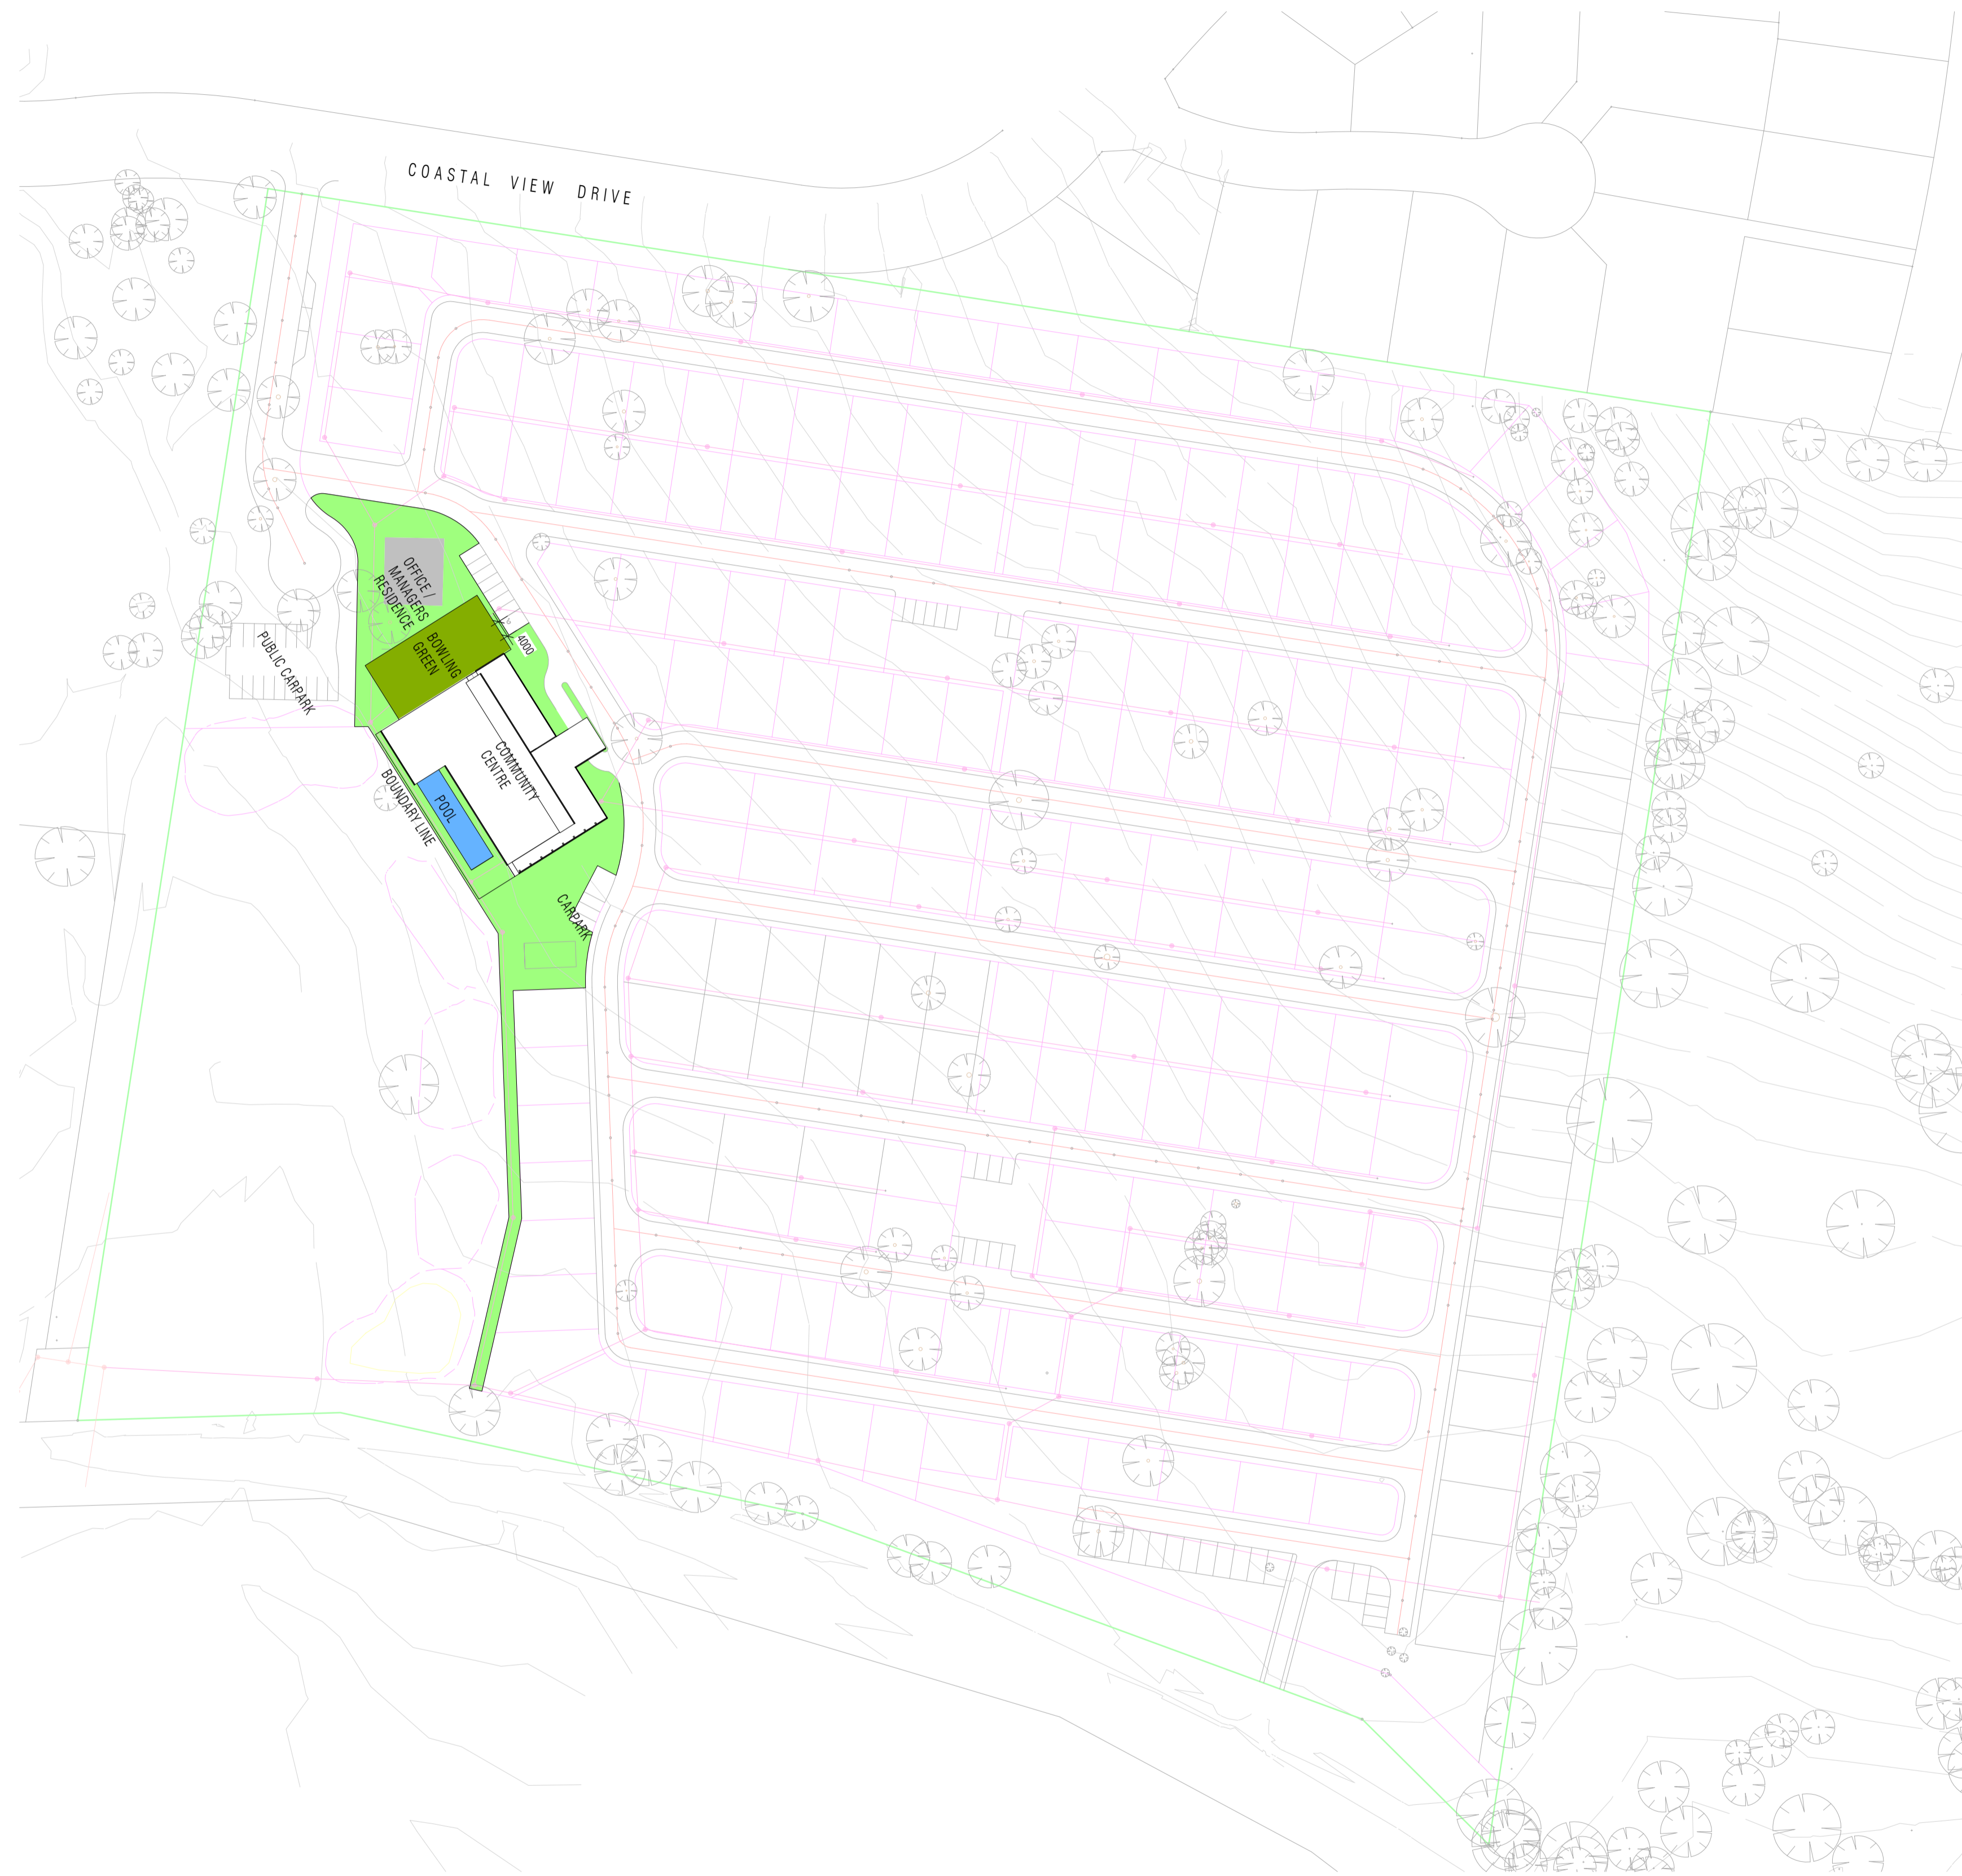 COASTAL VIEW DRIVE
OFFICE /
MANAGERS
RESIDENCE
BOWLING
GREEN
4000
PUBLIC CARPARK
COMMUNITY
CENTRE
POOL
BOUNDARY LINE
CARPARK